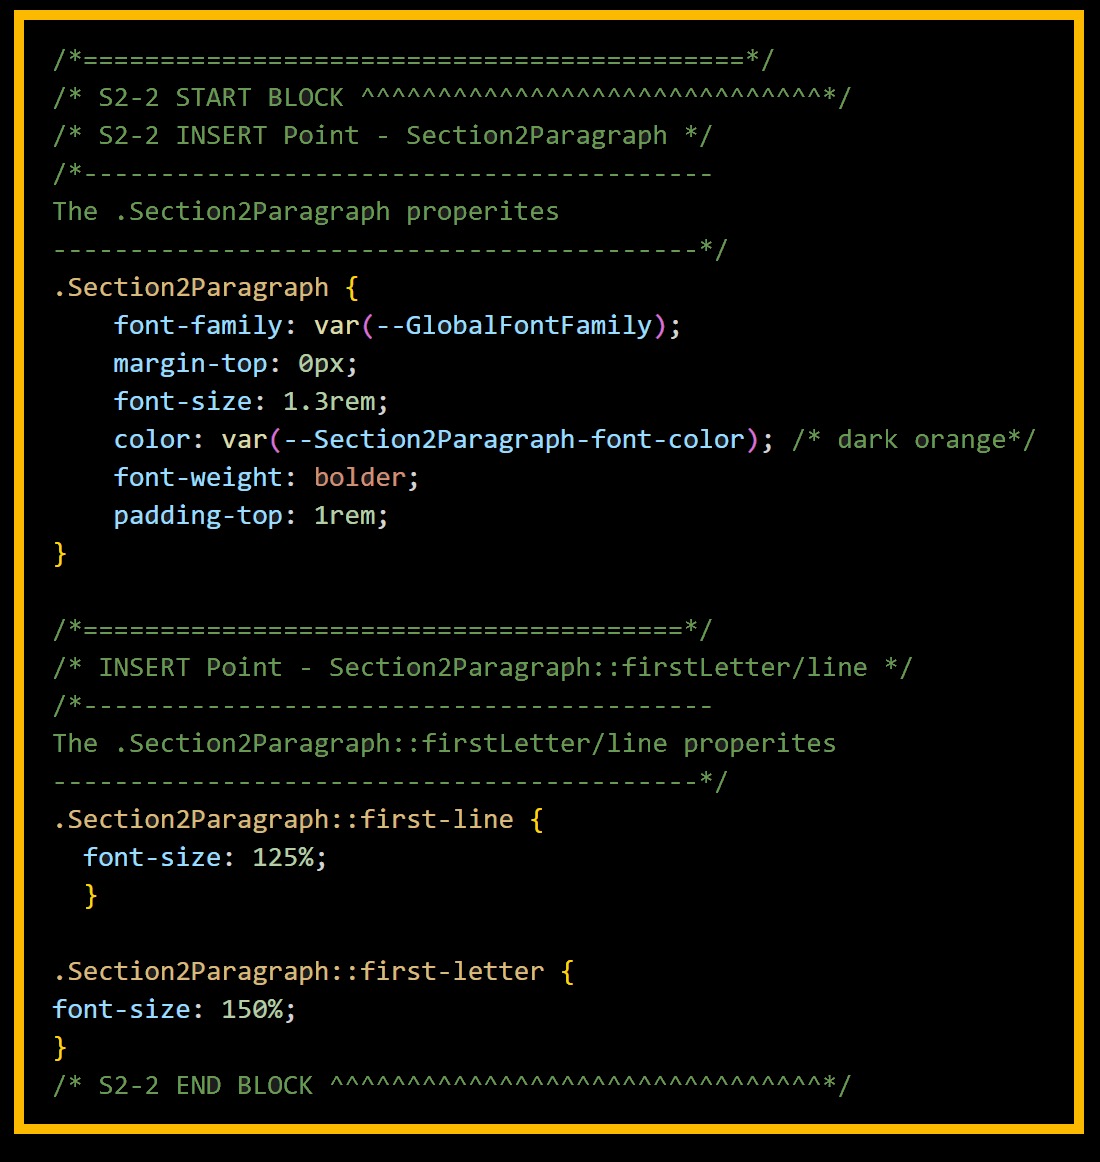 /*===========================================*/
/* S2-2 START BLOCK ^^^^^^^^^^^^^^^^^^^^^^^^^^^^^^*/
/* S2-2 INSERT Point - Section2Paragraph */
/*-----------------------------------------
The .Section2Paragraph properites
------------------------------------------*/
.Section2Paragraph {
    font-family: var(--GlobalFontFamily);
    margin-top: 0px;
    font-size: 1.3rem;
    color: var(--Section2Paragraph-font-color); /* dark orange*/
    font-weight: bolder;
    padding-top: 1rem;
}

/*=======================================*/
/* INSERT Point - Section2Paragraph::firstLetter/line */
/*-----------------------------------------
The .Section2Paragraph::firstLetter/line properites
------------------------------------------*/
.Section2Paragraph::first-line {
  font-size: 125%;
  }

.Section2Paragraph::first-letter {
font-size: 150%;
}
/* S2-2 END BLOCK ^^^^^^^^^^^^^^^^^^^^^^^^^^^^^^^^*/